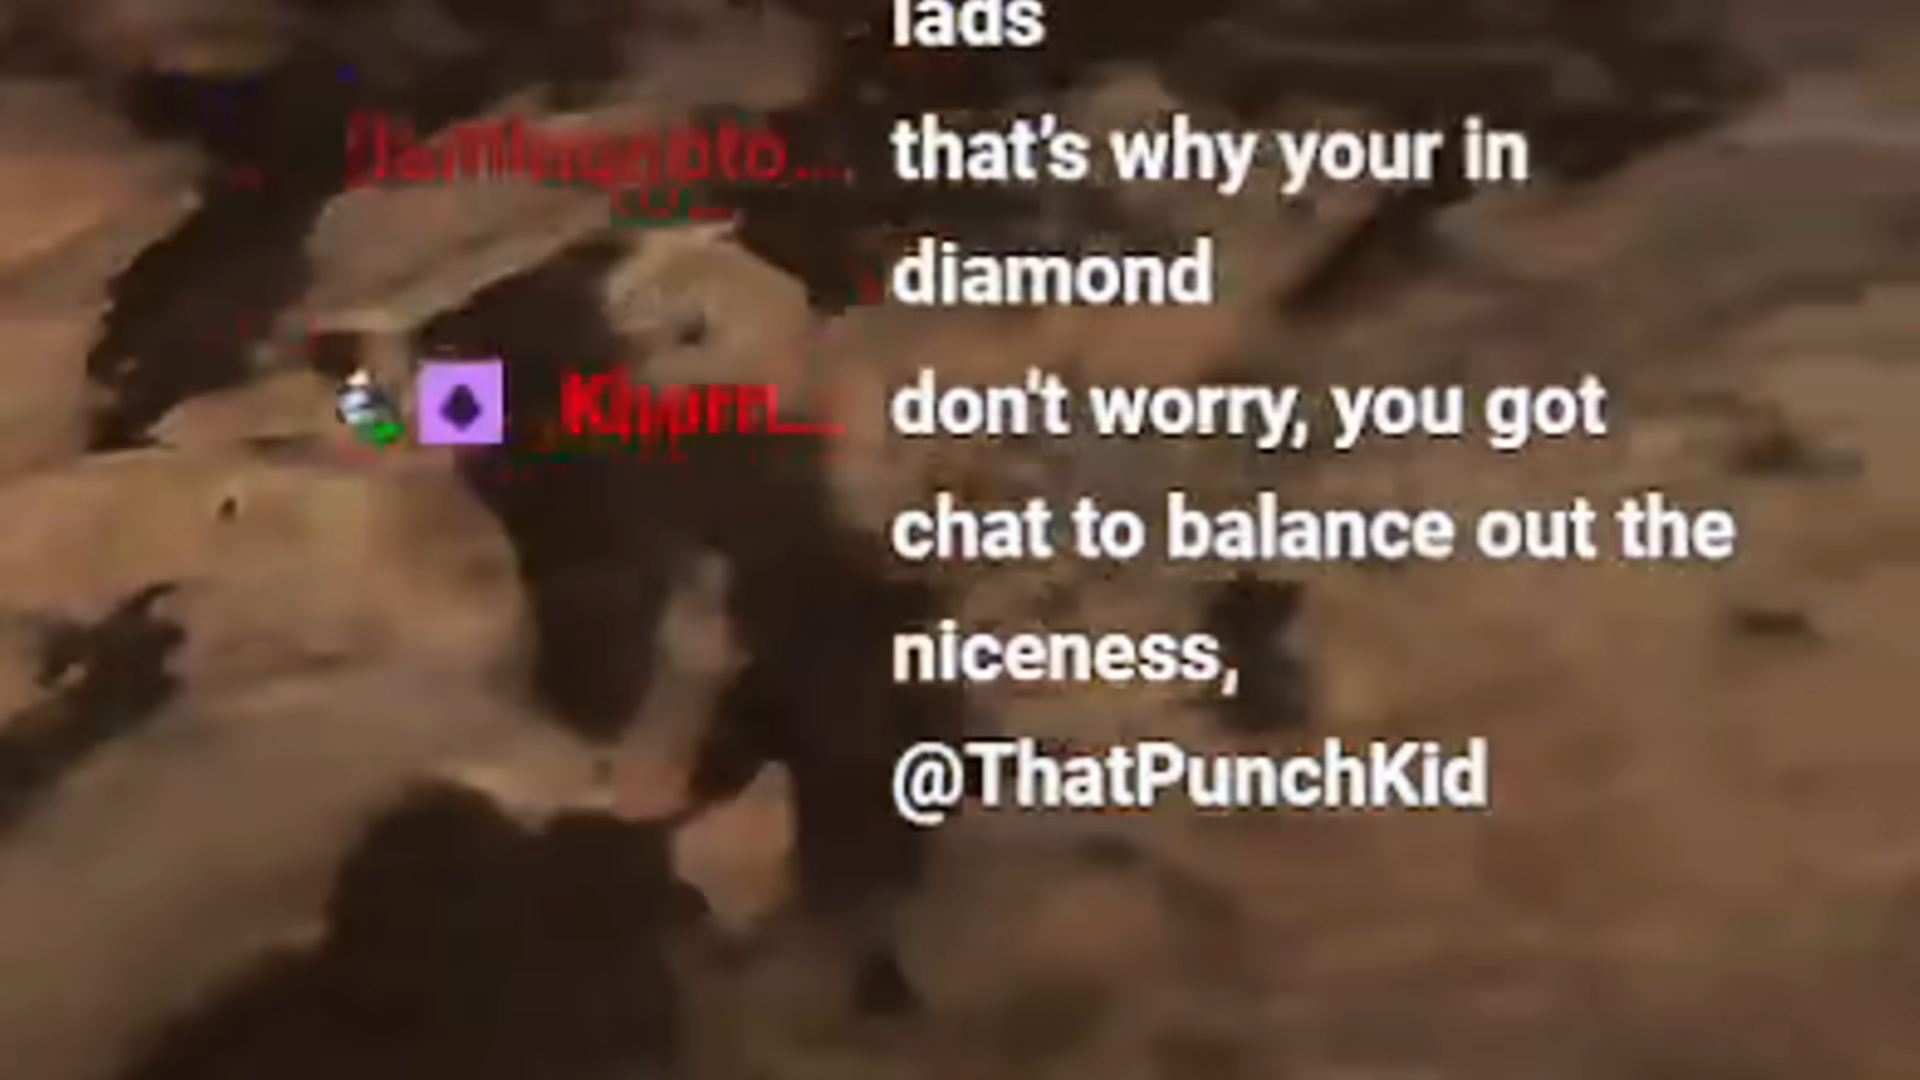 lads
that's why your in
diamond
don't worry, you got
chat to balance out the
niceness,
@ThatPunchKid